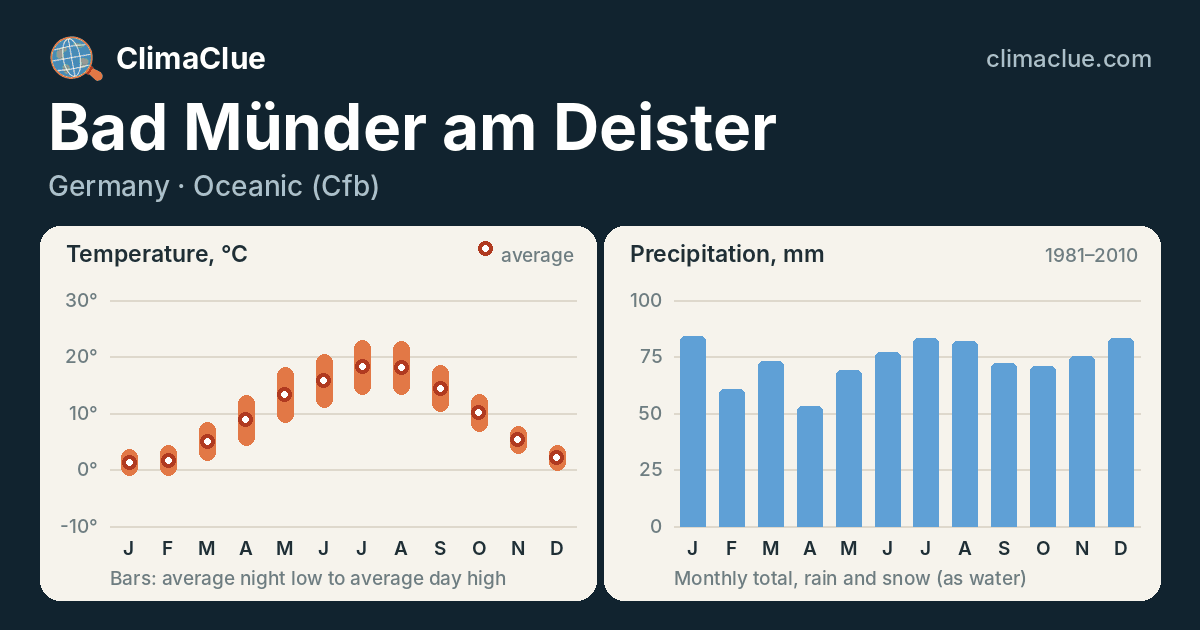 ClimaClue
climaclue.com
Bad Münder am Deister
Germany · Oceanic (Cfb)
Temperature, °C
average
30°
20°
10°
0°
-10°
J F M A M J J A S O N D
Bars: average night low to average day high
Precipitation, mm
1981–2010
100
75
50
25
0
J F M A M J J A S O N D
Monthly total, rain and snow (as water)